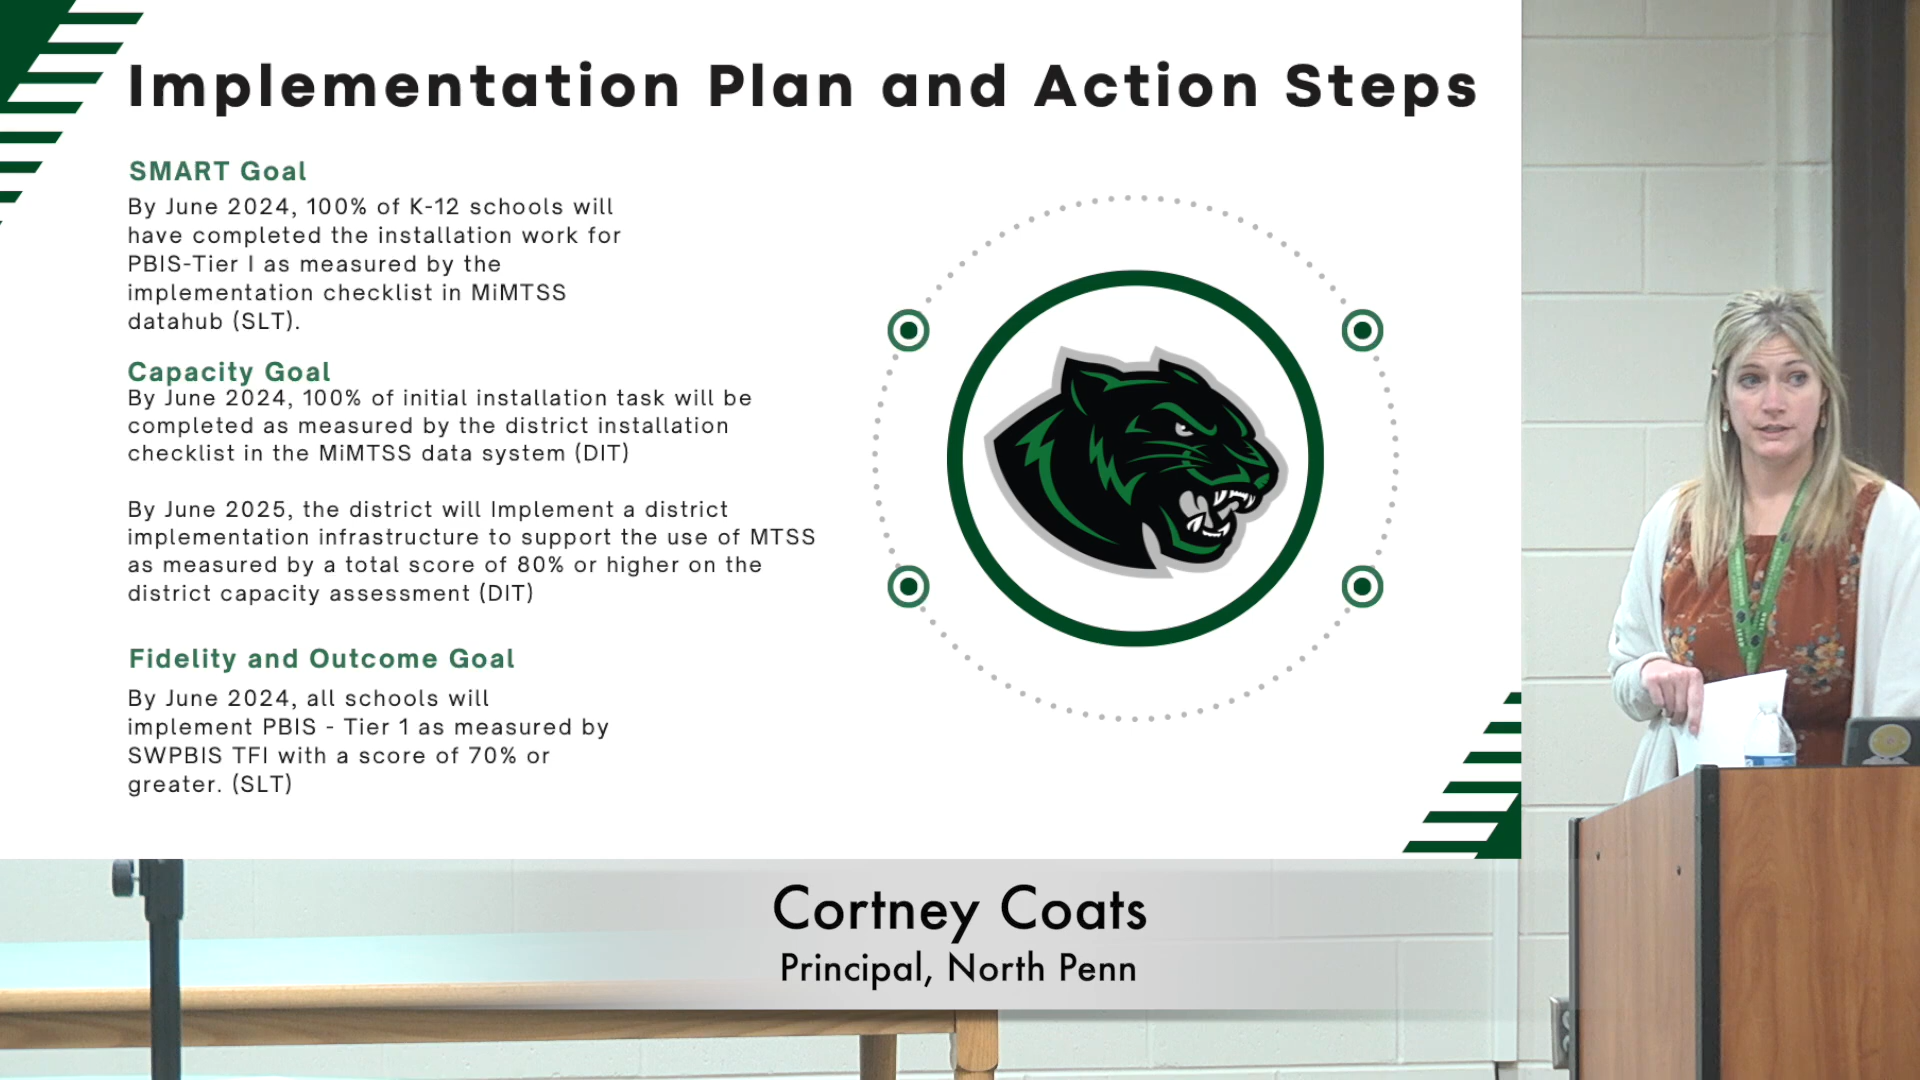 Implementation Plan and Action Steps
SMART Goal
By June 2024, 100% of K-12 schools will
have completed the installation work for
PBIS-Tier I as measured by the
implementation checklist in MiMTSS
datahub (SLT).
Capacity Goal
By June 2024, 100% of initial installation task will be
completed as measured by the district installation
checklist in the MiMTSS data system (DIT)
By June 2025, the district will Implement a district
implementation infrastructure to support the use of MTSS
as measured by a total score of 80% or higher on the
district capacity assessment (DIT)
Fidelity and Outcome Goal
By June 2024, all schools will
implement PBIS - Tier 1 as measured by
SWPBIS TFI with a score of 70% or
greater. (SLT)
Cortney Coats
Principal, North Penn